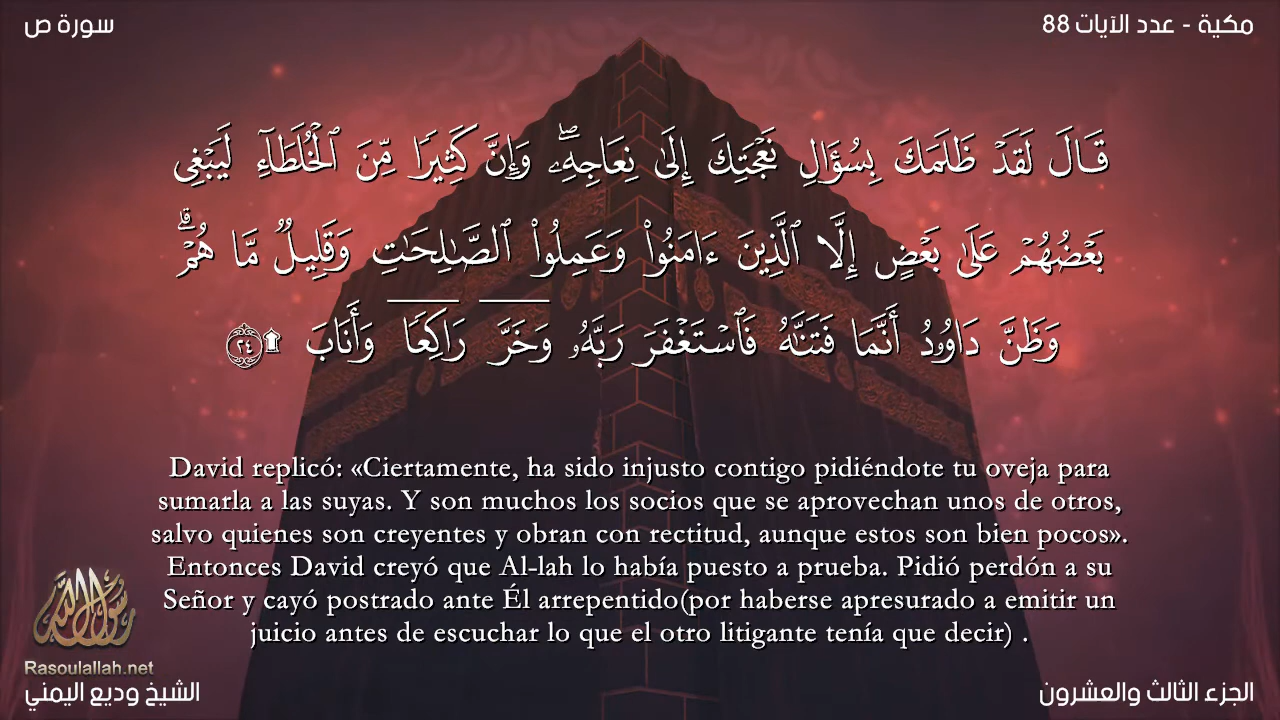 سورة ص
مكية - عدد الآيات 88
قَالَ لَقَدۡ ظَلَمَكَ بِسُؤَالِ نَعۡجَتِكَ إِلَىٰ نِعَاجِهِۦۖ وَإِنَّ كَثِيرٗا مِّنَ ٱلۡخُلَطَآءِ لَيَبۡغِي
بَعۡضُهُمۡ عَلَىٰ بَعۡضٍ إِلَّا ٱلَّذِينَ ءَامَنُواْ وَعَمِلُواْ ٱلصَّـٰلِحَـٰتِ وَقَلِيلٞ مَّا هُمۡۗ
وَظَنَّ دَاوُۥدُ أَنَّمَا فَتَنَّـٰهُ فَٱسۡتَغۡفَرَ رَبَّهُۥ وَخَرَّ رَاكِعٗا وَأَنَابَ ۩ ٢٤
David replicó: «Ciertamente, ha sido injusto contigo pidiéndote tu oveja para
sumarla a las suyas. Y son muchos los socios que se aprovechan unos de otros,
salvo quienes son creyentes y obran con rectitud, aunque estos son bien pocos».
Entonces David creyó que Al-lah lo había puesto a prueba. Pidió perdón a su
Señor y cayó postrado ante Él arrepentido(por haberse apresurado a emitir un
juicio antes de escuchar lo que el otro litigante tenía que decir) .
رسول الله
Rasoulallah.net
الشيخ وديع اليمني
الجزء الثالث والعشرون